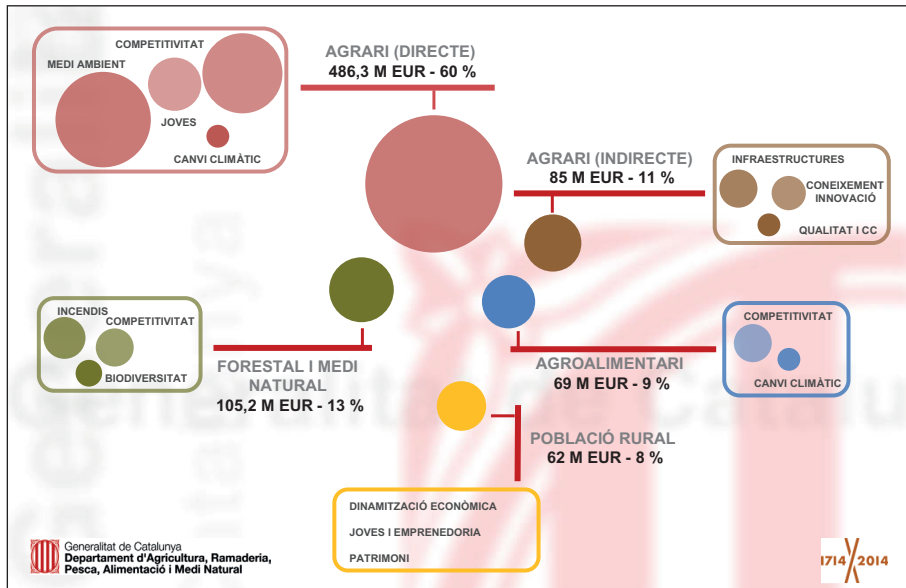 COMPETITIVITAT
MEDI AMBIENT
JOVES
CANVI CLIMÀTIC
AGRARI (DIRECTE)
486,3 M EUR - 60 %
AGRARI (INDIRECTE)
85 M EUR - 11 %
INFRAESTRUCTURES
CONEIXEMENT
INNOVACIÓ
QUALITAT I CC
INCENDIS
COMPETITIVITAT
BIODIVERSITAT
FORESTAL I MEDI
NATURAL
105,2 M EUR - 13 %
AGROALIMENTARI
69 M EUR - 9 %
COMPETITIVITAT
CANVI CLIMÀTIC
POBLACIÓ RURAL
62 M EUR - 8 %
DINAMITZACIÓ ECONÒMICA
JOVES I EMPRENEDORIA
PATRIMONI
Generalitat de Catalunya
Departament d'Agricultura, Ramaderia,
Pesca, Alimentació i Medi Natural
1714 2014